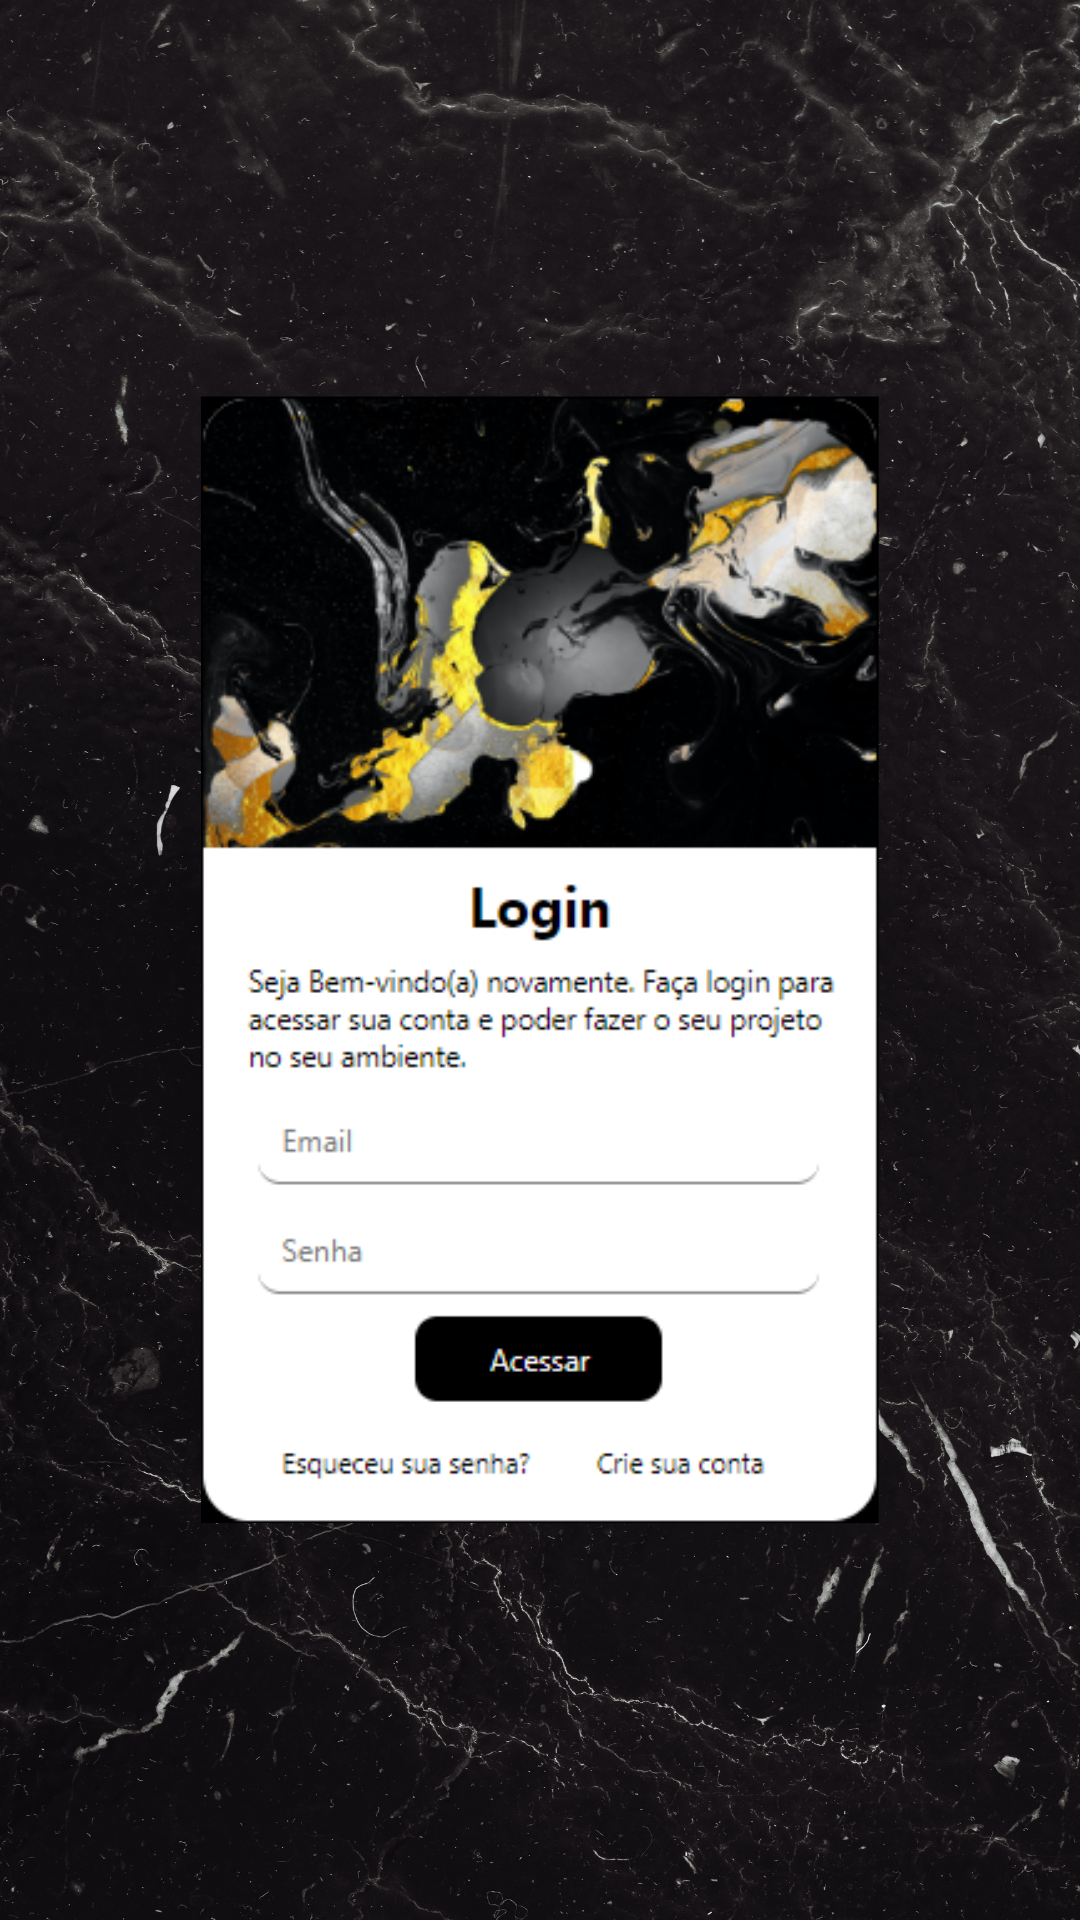 Login
Seja Bem-vindo(a) novamente. Faça login para
acessar sua conta e poder fazer o seu projeto
no seu ambiente.
Email
Senha
Acessar
Esqueceu sua senha? Crie sua conta